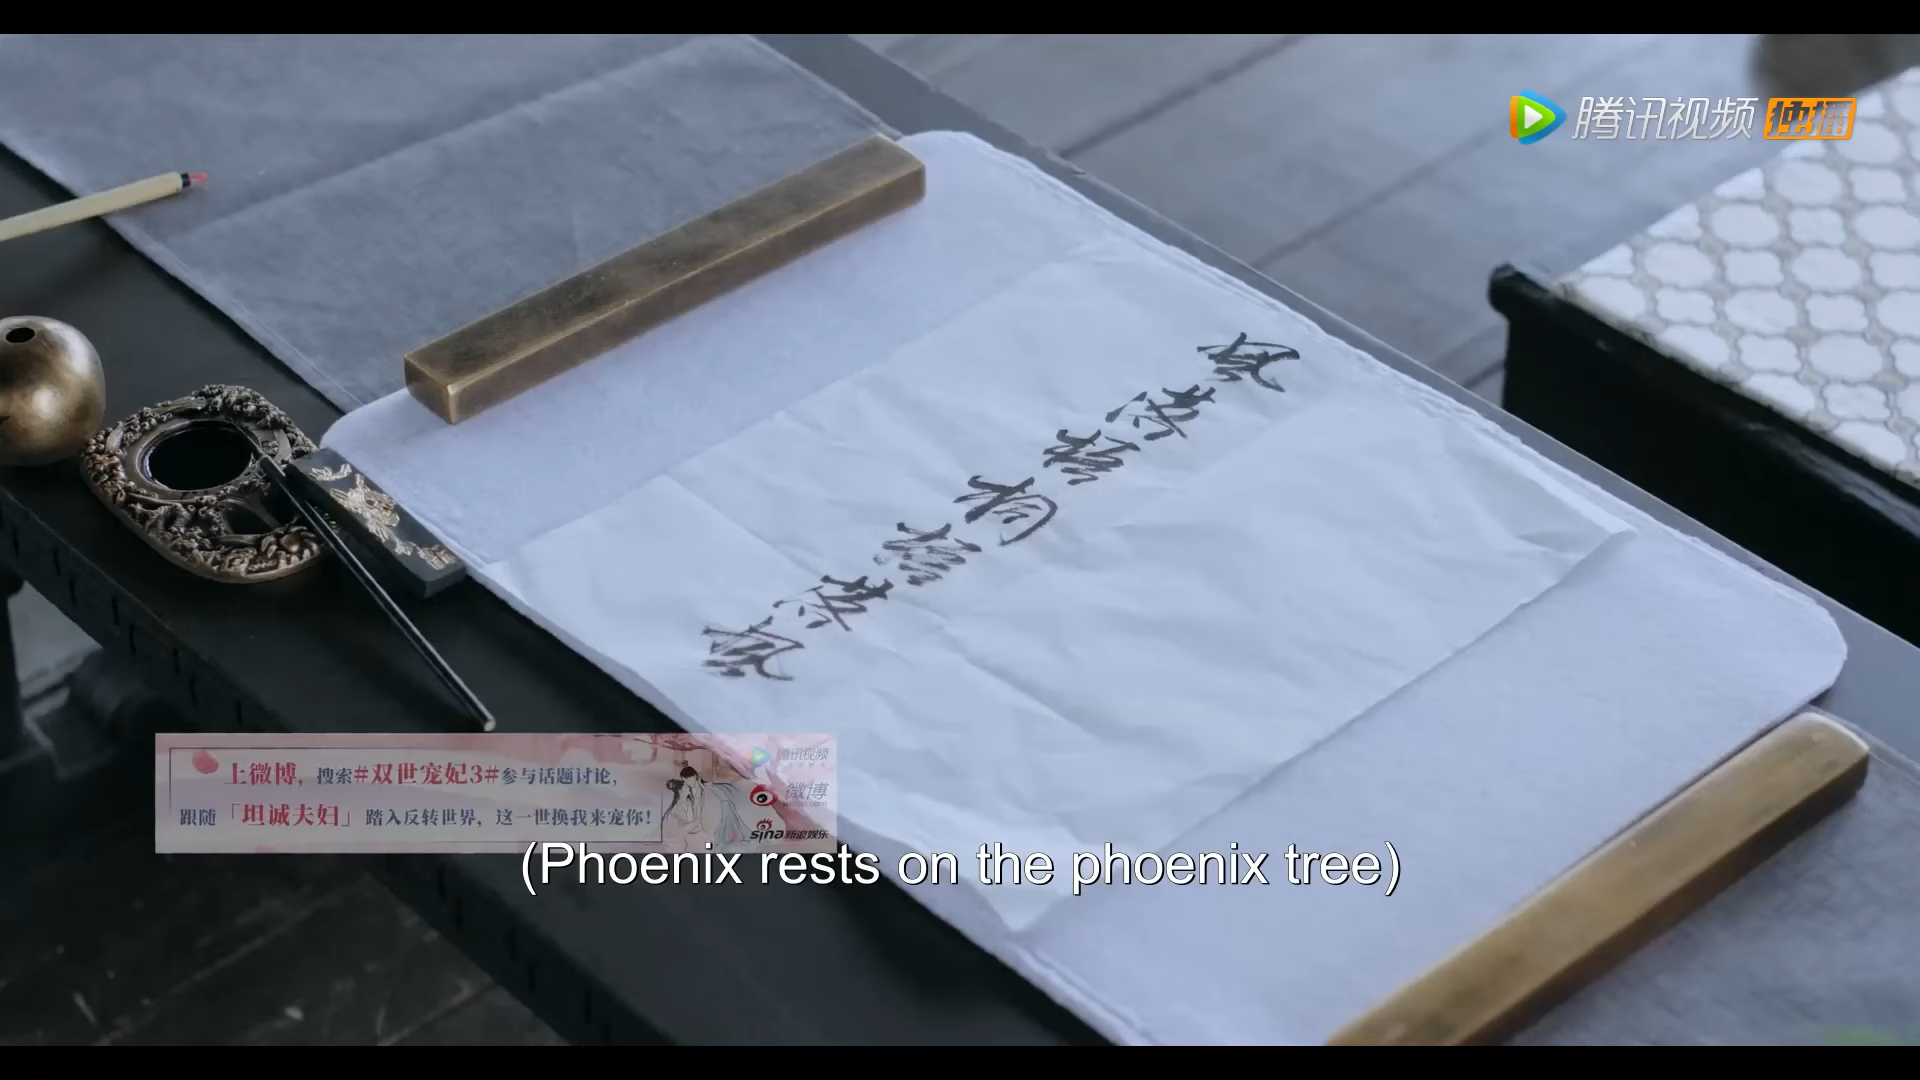 腾讯视频 独播
鳳落梧桐梧落鳳
上微博，搜索#双世宠妃3#参与话题讨论，
跟随「坦诚夫妇」踏入反转世界，这一世换我来宠你！
腾讯视频
微博
sina新浪娱乐
(Phoenix rests on the phoenix tree)